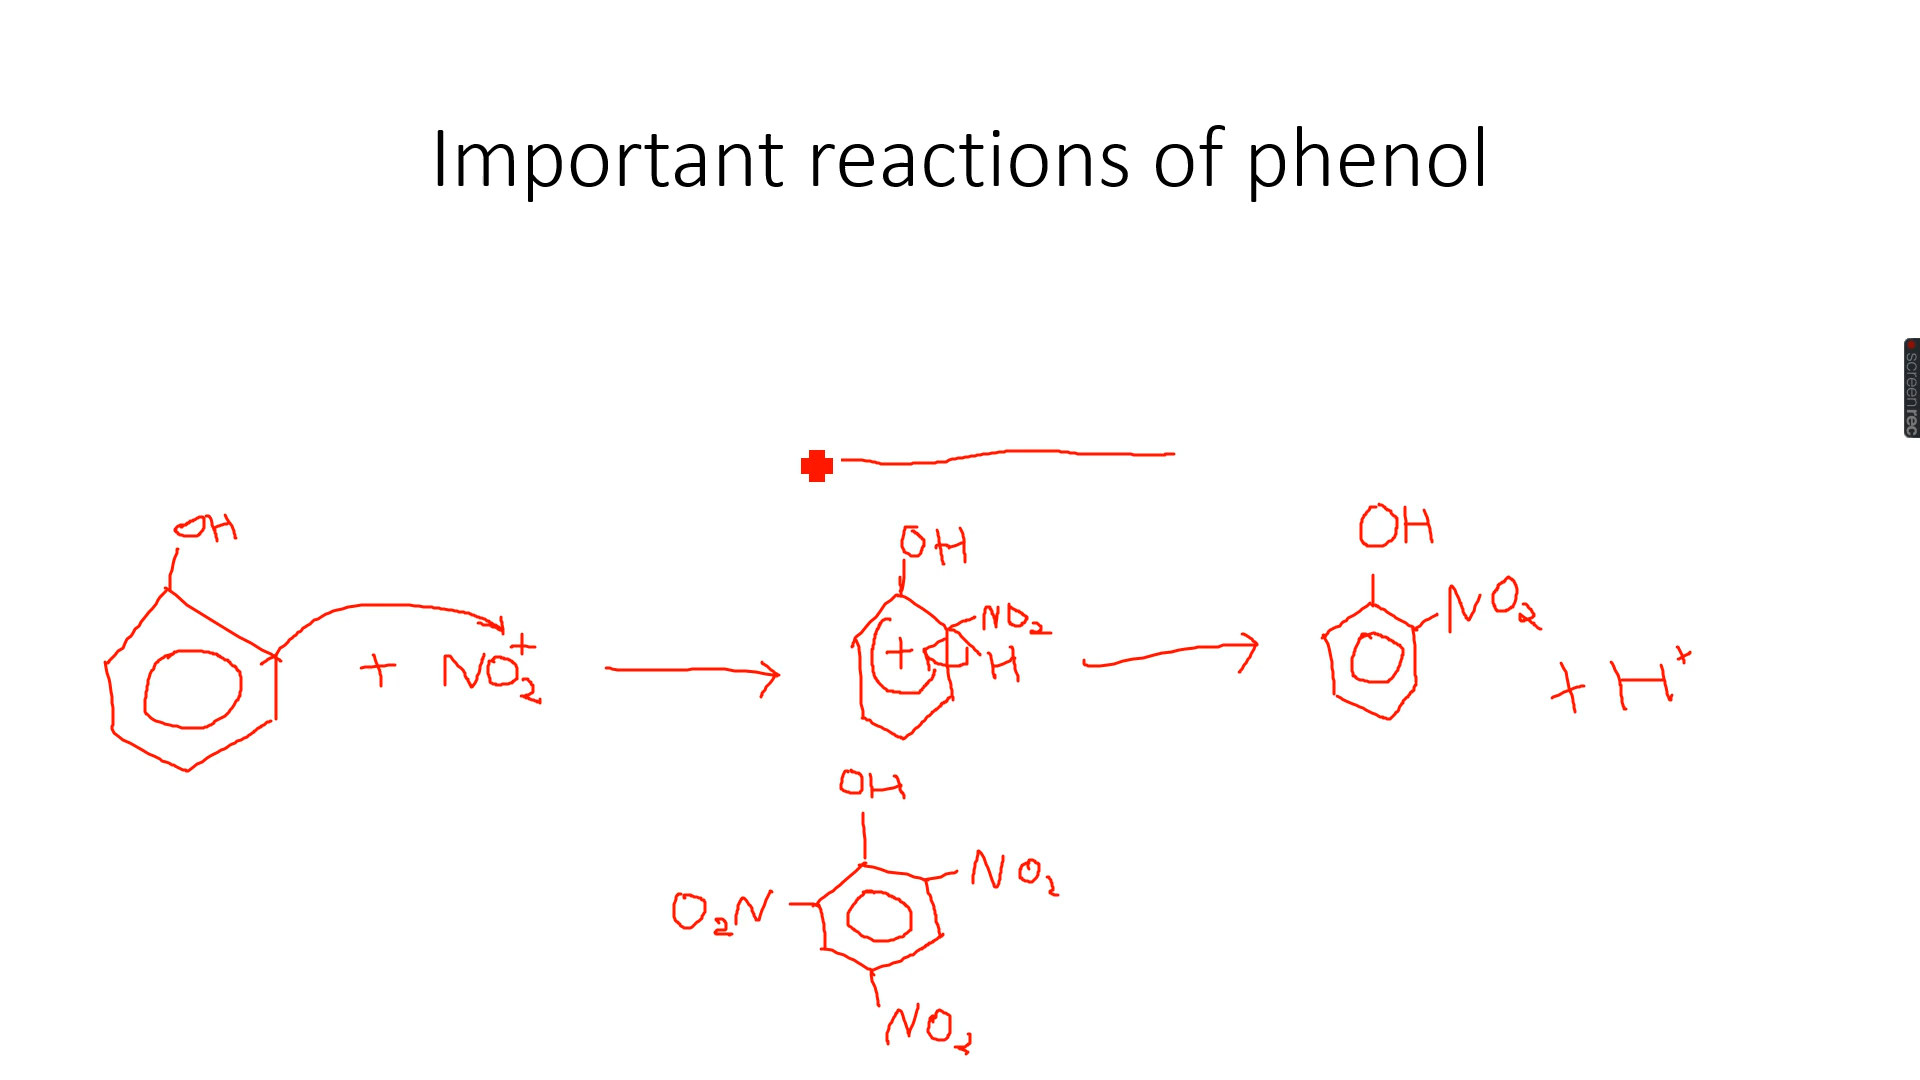 Important reactions of phenol
OH
+ NO2+
OH
+
NO2
H
OH
NO2
+ H+
OH
O2N
NO2
NO2
screenrec